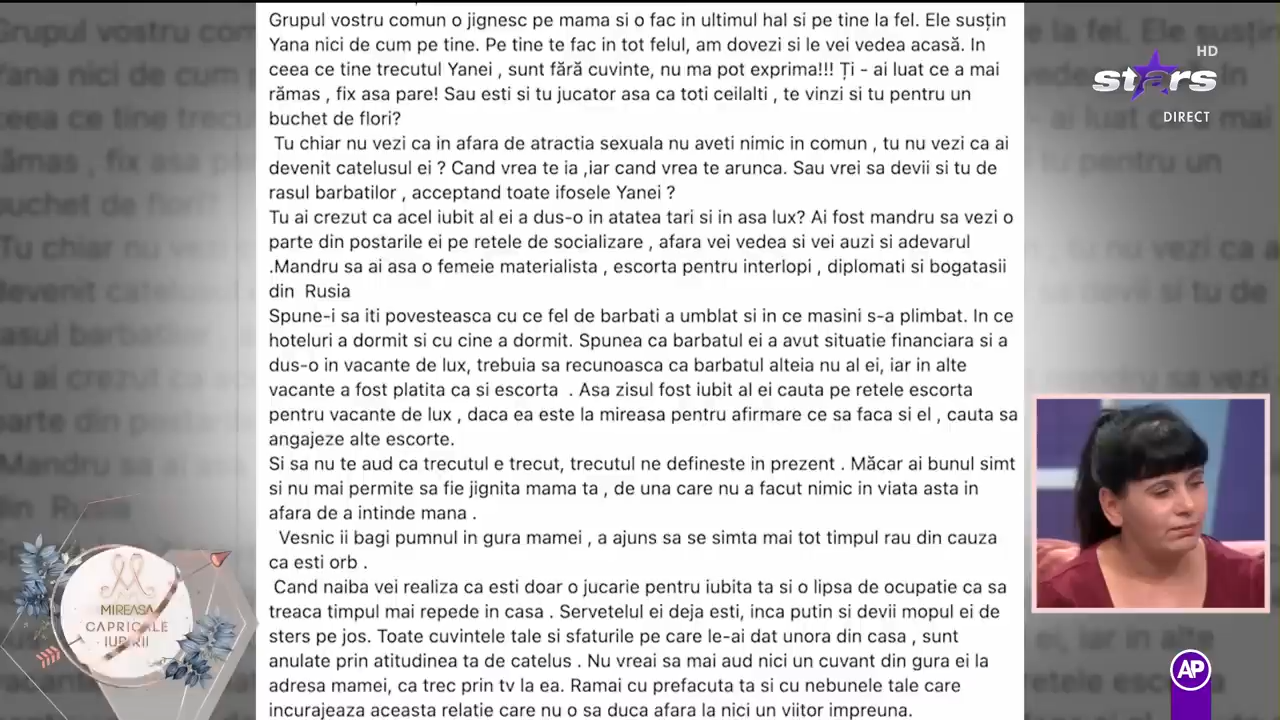 Grupul vostru comun o jignesc pe mama si o fac in ultimul hal si pe tine la fel. Ele susțin
Yana nici de cum pe tine. Pe tine te fac in tot felul, am dovezi si le vei vedea acasă. In
ceea ce tine trecutul Yanei , sunt fără cuvinte, nu ma pot exprima!!! Ți - ai luat ce a mai
rămas , fix asa pare! Sau esti si tu jucator asa ca toti ceilalti , te vinzi si tu pentru un
buchet de flori?
Tu chiar nu vezi ca in afara de atractia sexuala nu aveti nimic in comun , tu nu vezi ca ai
devenit catelusul ei ? Cand vrea te ia ,iar cand vrea te arunca. Sau vrei sa devii si tu de
rasul barbatilor , acceptand toate ifosele Yanei ?
Tu ai crezut ca acel iubit al ei a dus-o in atatea tari si in asa lux? Ai fost mandru sa vezi o
parte din postarile ei pe retele de socializare , afara vei vedea si vei auzi si adevarul
.Mandru sa ai asa o femeie materialista , escorta pentru interlopi , diplomati si bogatasii
din Rusia
Spune-i sa iti povesteasca cu ce fel de barbati a umblat si in ce masini s-a plimbat. In ce
hoteluri a dormit si cu cine a dormit. Spunea ca barbatul ei a avut situatie financiara si a
dus-o in vacante de lux, trebuia sa recunoasca ca barbatul alteia nu al ei, iar in alte
vacante a fost platita ca si escorta . Asa zisul fost iubit al ei cauta pe retele escorta
pentru vacante de lux , daca ea este la mireasa pentru afirmare ce sa faca si el , cauta sa
angajeze alte escorte.
Si sa nu te aud ca trecutul e trecut, trecutul ne defineste in prezent . Măcar ai bunul simt
si nu mai permite sa fie jignita mama ta , de una care nu a facut nimic in viata asta in
afara de a intinde mana .
Vesnic ii bagi pumnul in gura mamei , a ajuns sa se simta mai tot timpul rau din cauza
ca esti orb .
Cand naiba vei realiza ca esti doar o jucarie pentru iubita ta si o lipsa de ocupatie ca sa
treaca timpul mai repede in casa . Servetelul ei deja esti, inca putin si devii mopul ei de
sters pe jos. Toate cuvintele tale si sfaturile pe care le-ai dat unora din casa , sunt
anulate prin atitudinea ta de catelus . Nu vreai sa mai aud nici un cuvant din gura ei la
adresa mamei, ca trec prin tv la ea. Ramai cu prefacuta ta si cu nebunele tale care
incurajeaza aceasta relatie care nu o sa duca afara la nici un viitor impreuna.
HD
stars
DIRECT
MIREASA
CAPRICIILE
IUBIRII
AP